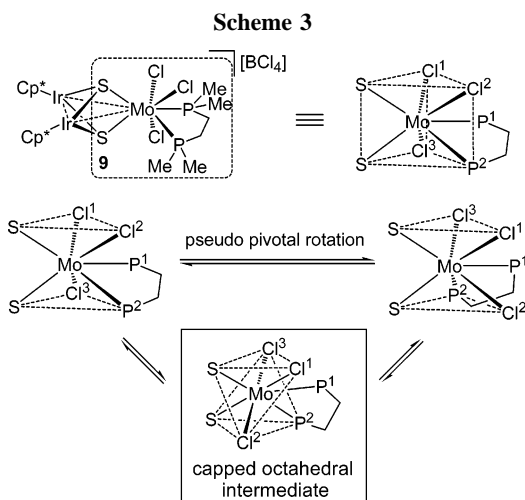 Scheme 3
Cl [BCl4]
Cp* S Cl
Ir Mo P Me Me
Ir Cl
Cp* S P
9 Me Me
≡
Cl¹
S Cl²
Mo P¹
Cl³
S P²
Cl¹
S Cl²
Mo P¹
Cl³
S P²
pseudo pivotal rotation
Cl³
S Cl¹
Mo P¹
P²
S Cl²
Cl³
S Cl¹
Mo P¹
S P²
Cl²
capped octahedral
intermediate